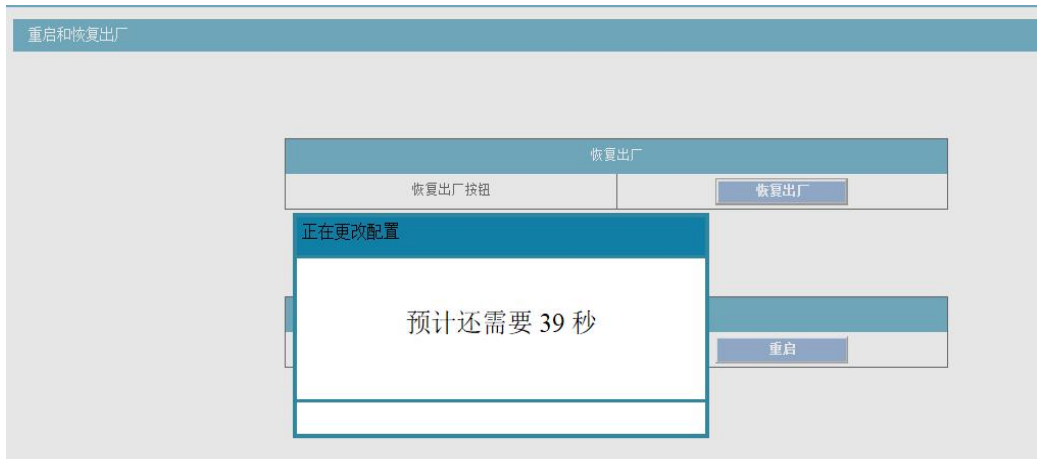 重启和恢复出厂
恢复出厂
恢复出厂按钮
恢复出厂
正在更改配置
预计还需要 39 秒
重启